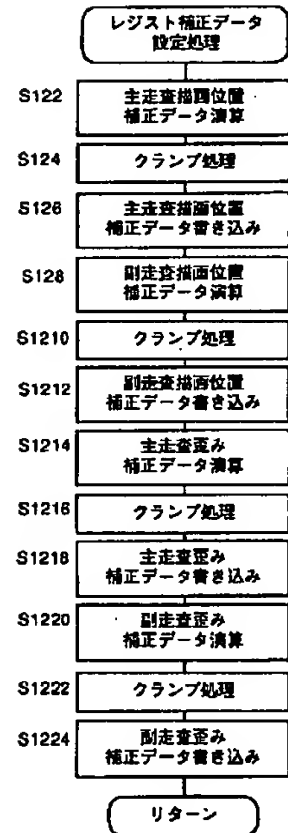 レジスト補正データ
設定処理
S122
主走査描画位置
補正データ演算
S124
クランプ処理
S126
主走査描画位置
補正データ書き込み
S128
副走査描画位置
補正データ演算
S1210
クランプ処理
S1212
副走査描画位置
補正データ書き込み
S1214
主走査歪み
補正データ演算
S1216
クランプ処理
S1218
主走査歪み
補正データ書き込み
S1220
副走査歪み
補正データ演算
S1222
クランプ処理
S1224
副走査歪み
補正データ書き込み
リターン